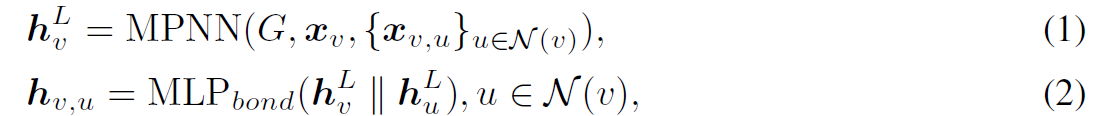 𝒉_v^L = MPNN(G, 𝒙_v, {𝒙_{v,u}}_{u∈𝒩(v)}), (1)
𝒉_{v,u} = MLP_{bond}(𝒉_v^L ∥ 𝒉_u^L), u ∈ 𝒩(v), (2)